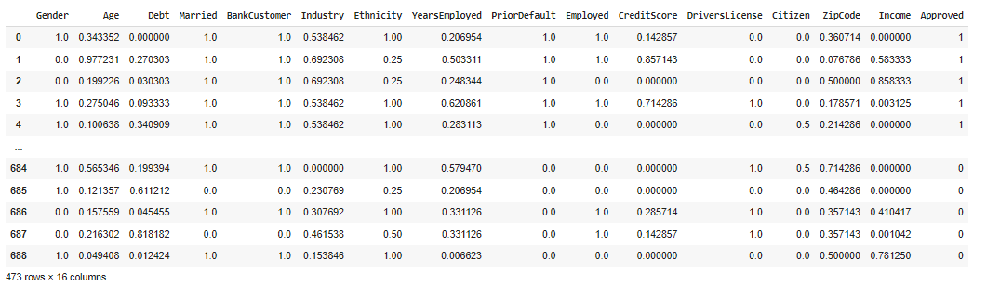 Gender Age Debt Married BankCustomer Industry Ethnicity YearsEmployed PriorDefault Employed CreditScore DriversLicense Citizen ZipCode Income Approved
0 1.0 0.343352 0.000000 1.0 1.0 0.538462 1.00 0.206954 1.0 1.0 0.142857 0.0 0.0 0.360714 0.000000 1
1 0.0 0.977231 0.270303 1.0 1.0 0.692308 0.25 0.503311 1.0 1.0 0.857143 0.0 0.0 0.076786 0.583333 1
2 0.0 0.199226 0.030303 1.0 1.0 0.692308 0.25 0.248344 1.0 0.0 0.000000 0.0 0.0 0.500000 0.858333 1
3 1.0 0.275046 0.093333 1.0 1.0 0.538462 1.00 0.620861 1.0 1.0 0.714286 1.0 0.0 0.178571 0.003125 1
4 1.0 0.100638 0.340909 1.0 1.0 0.538462 1.00 0.283113 1.0 0.0 0.000000 0.0 0.5 0.214286 0.000000 1
... ... ... ... ... ... ... ... ... ... ... ... ... ... ... ... ...
684 1.0 0.565346 0.199394 1.0 1.0 0.000000 1.00 0.579470 0.0 0.0 0.000000 1.0 0.5 0.714286 0.000000 0
685 1.0 0.121357 0.611212 1.0 1.0 0.230769 0.25 0.206954 0.0 0.0 0.000000 0.0 0.0 0.464286 0.000000 0
686 0.0 0.157559 0.045455 1.0 1.0 0.307692 1.00 0.331126 0.0 1.0 0.285714 1.0 0.0 0.357143 0.410417 0
687 0.0 0.216302 0.818182 0.0 0.0 0.461538 0.50 0.331126 0.0 1.0 0.142857 1.0 0.0 0.357143 0.001042 0
688 1.0 0.049408 0.012424 1.0 1.0 0.153846 1.00 0.006623 0.0 0.0 0.000000 0.0 0.0 0.500000 0.781250 0
473 rows × 16 columns